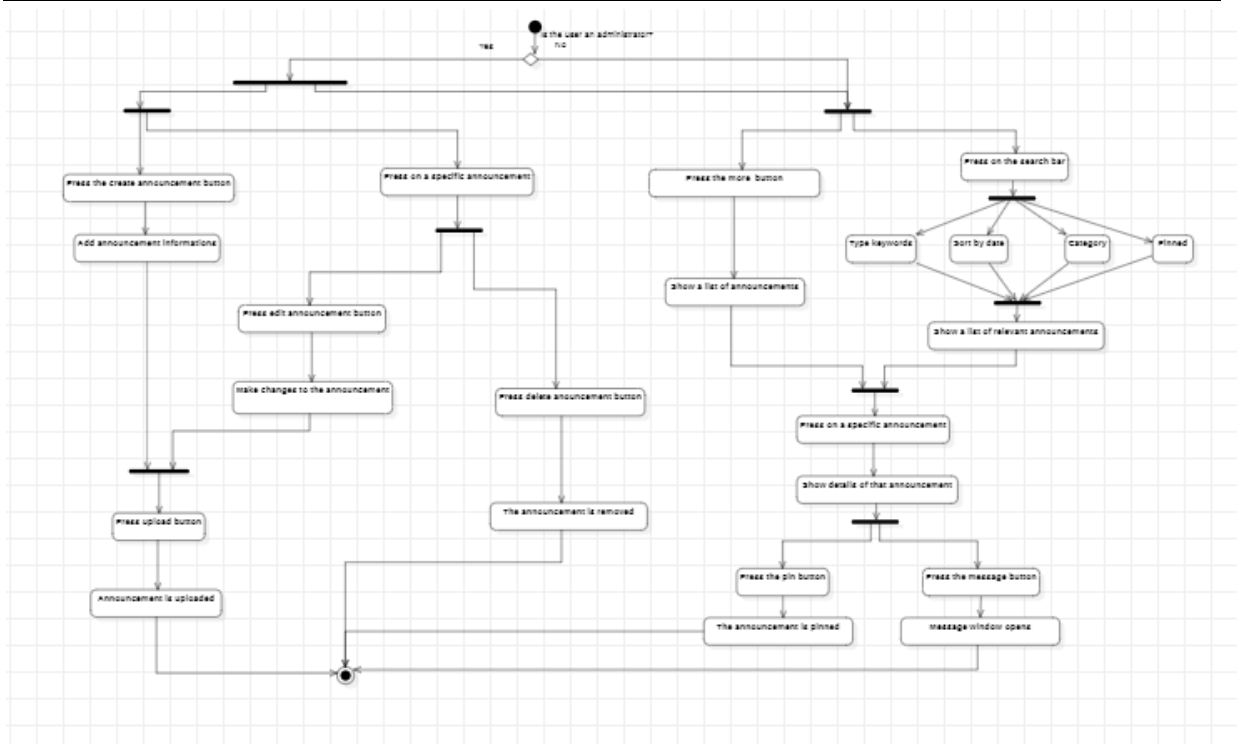 Is the user an administrator?
Yes
No
Press the create announcement button
Press on a specific announcement
Press the more button
Press on the search bar
Add announcement informations
Type keywords
Sort by date
Category
Pinned
Show a list of announcements
Press edit announcement button
Show a list of relevant announcements
Make changes to the announcement
Press delete anouncement button
Press on a specific announcement
Show details of that announcement
Press upload button
The announcement is removed
Press the pin button
Press the message button
Announcement is uploaded
The announcement is pinned
Message window opens